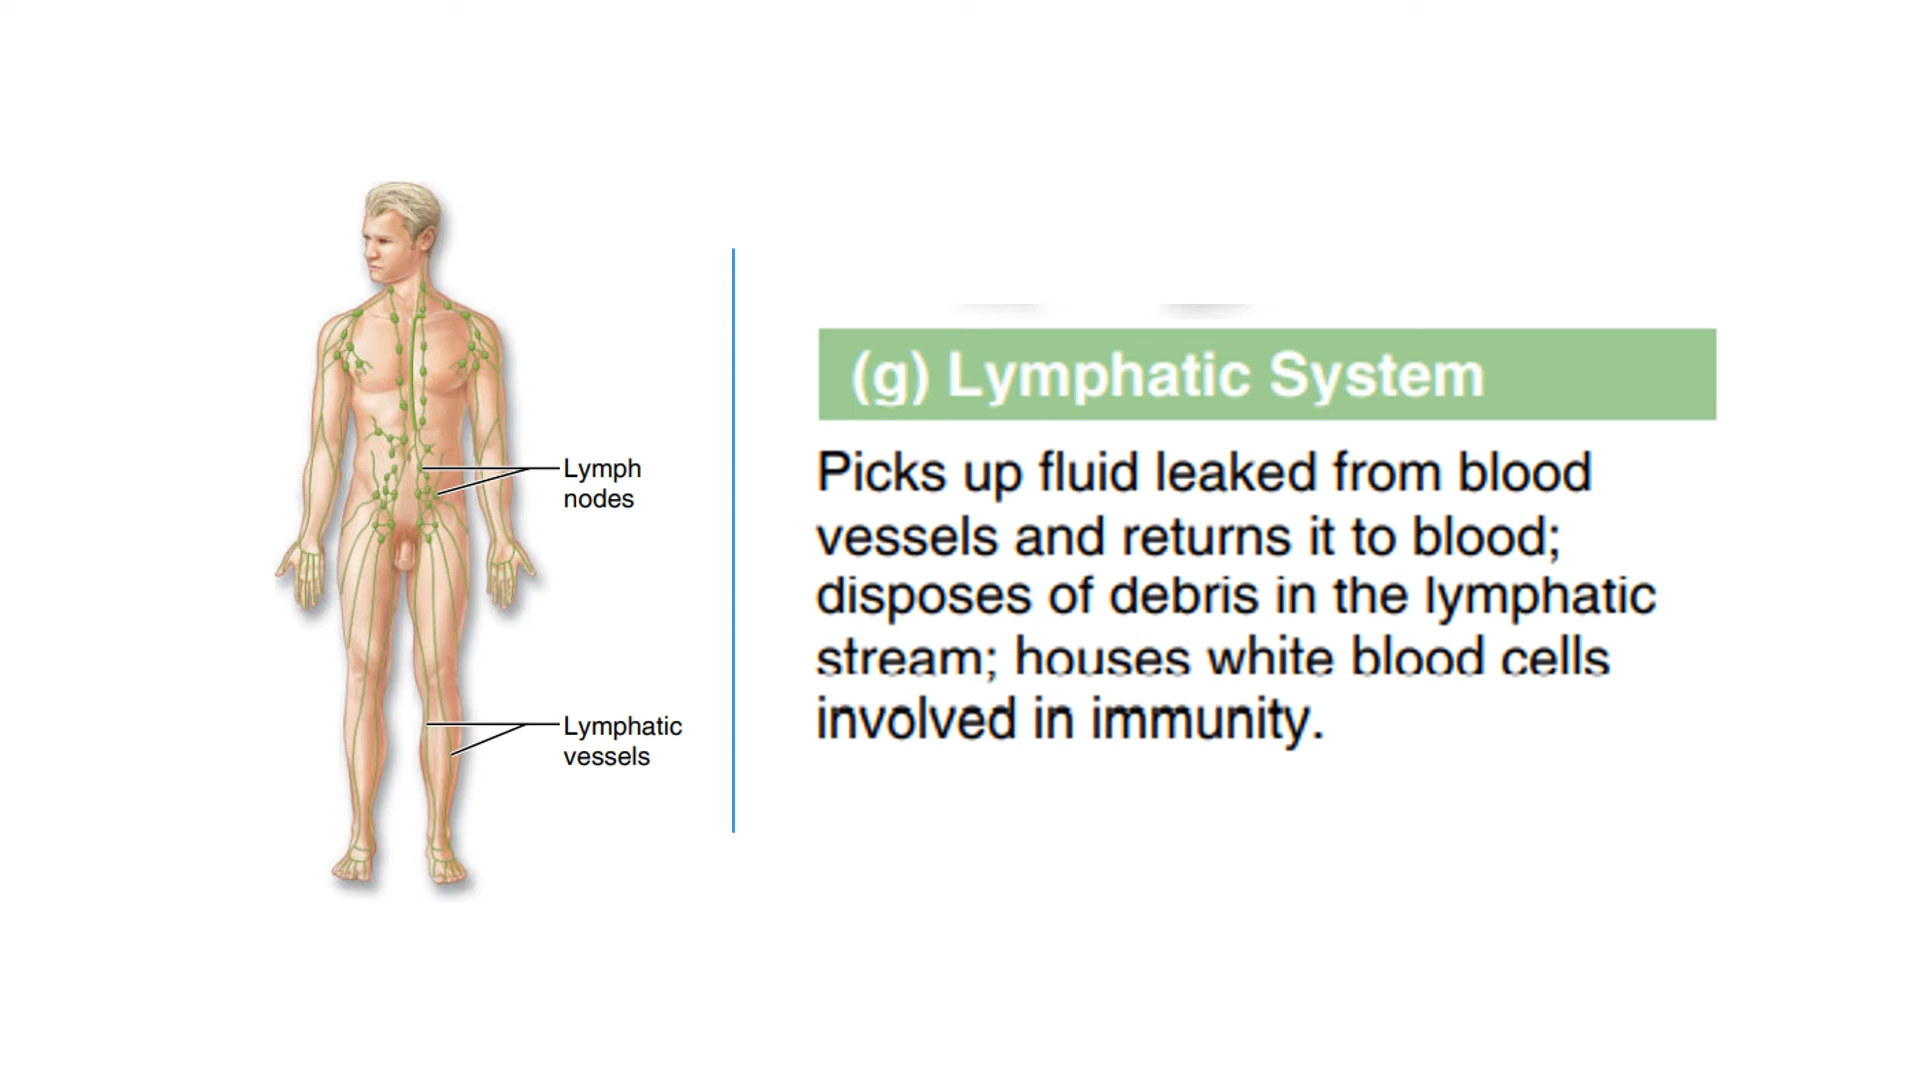 Lymph
nodes
Lymphatic
vessels
(g) Lymphatic System
Picks up fluid leaked from blood
vessels and returns it to blood;
disposes of debris in the lymphatic
stream; houses white blood cells
involved in immunity.